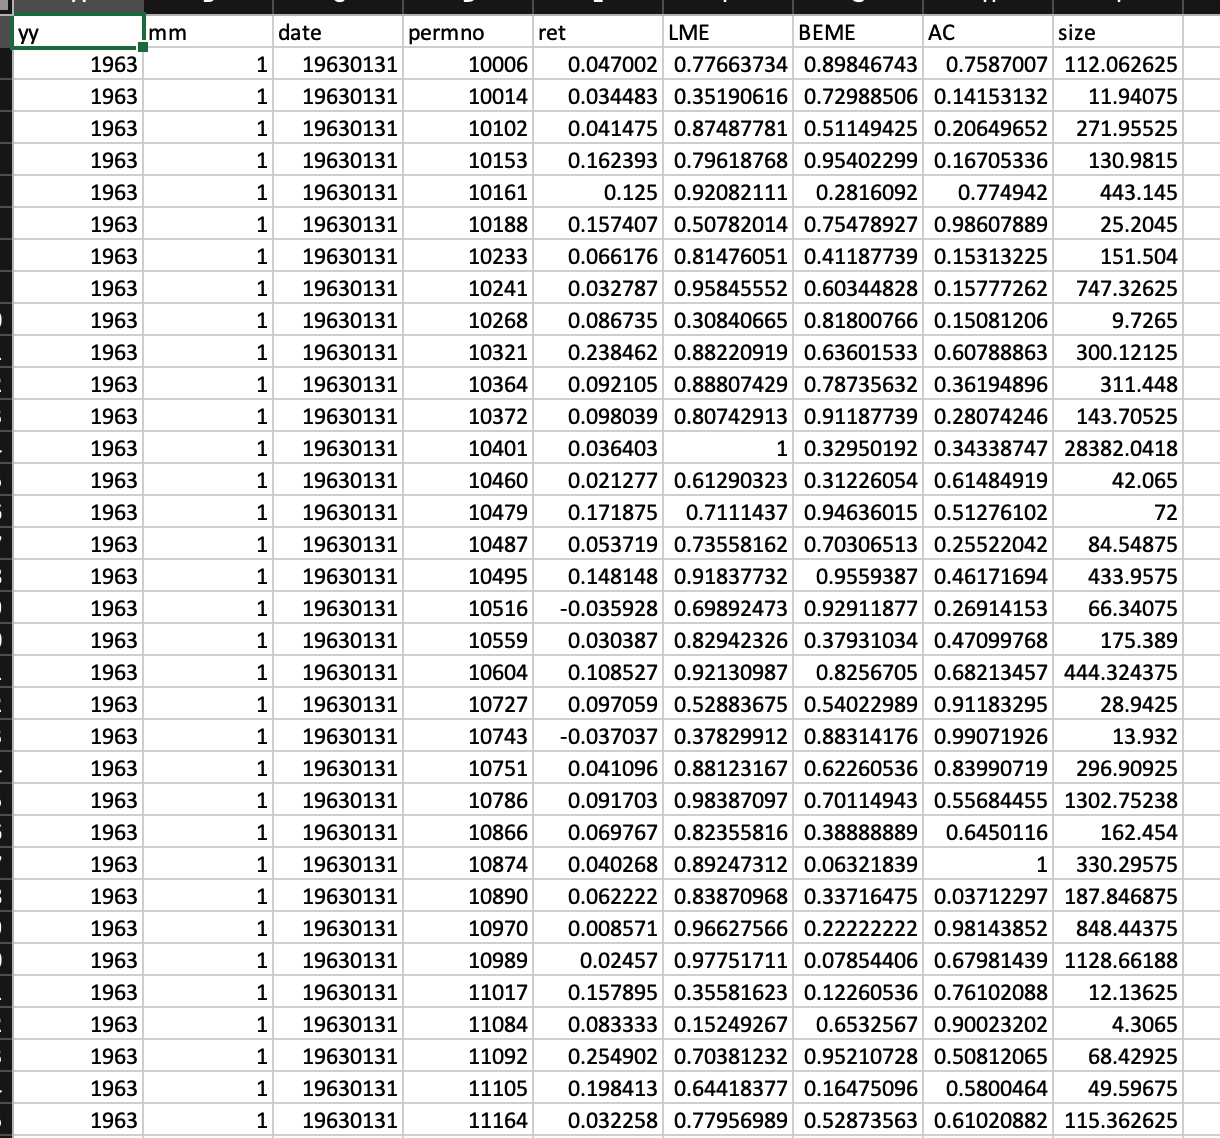 yy mm date permno ret LME BEME AC size
1963 1 19630131 10006 0.047002 0.77663734 0.89846743 0.7587007 112.062625
1963 1 19630131 10014 0.034483 0.35190616 0.72988506 0.14153132 11.94075
1963 1 19630131 10102 0.041475 0.87487781 0.51149425 0.20649652 271.95525
1963 1 19630131 10153 0.162393 0.79618768 0.95402299 0.16705336 130.9815
1963 1 19630131 10161 0.125 0.92082111 0.2816092 0.774942 443.145
1963 1 19630131 10188 0.157407 0.50782014 0.75478927 0.98607889 25.2045
1963 1 19630131 10233 0.066176 0.81476051 0.41187739 0.15313225 151.504
1963 1 19630131 10241 0.032787 0.95845552 0.60344828 0.15777262 747.32625
1963 1 19630131 10268 0.086735 0.30840665 0.81800766 0.15081206 9.7265
1963 1 19630131 10321 0.238462 0.88220919 0.63601533 0.60788863 300.12125
1963 1 19630131 10364 0.092105 0.88807429 0.78735632 0.36194896 311.448
1963 1 19630131 10372 0.098039 0.80742913 0.91187739 0.28074246 143.70525
1963 1 19630131 10401 0.036403 1 0.32950192 0.34338747 28382.0418
1963 1 19630131 10460 0.021277 0.61290323 0.31226054 0.61484919 42.065
1963 1 19630131 10479 0.171875 0.7111437 0.94636015 0.51276102 72
1963 1 19630131 10487 0.053719 0.73558162 0.70306513 0.25522042 84.54875
1963 1 19630131 10495 0.148148 0.91837732 0.9559387 0.46171694 433.9575
1963 1 19630131 10516 -0.035928 0.69892473 0.92911877 0.26914153 66.34075
1963 1 19630131 10559 0.030387 0.82942326 0.37931034 0.47099768 175.389
1963 1 19630131 10604 0.108527 0.92130987 0.8256705 0.68213457 444.324375
1963 1 19630131 10727 0.097059 0.52883675 0.54022989 0.91183295 28.9425
1963 1 19630131 10743 -0.037037 0.37829912 0.88314176 0.99071926 13.932
1963 1 19630131 10751 0.041096 0.88123167 0.62260536 0.83990719 296.90925
1963 1 19630131 10786 0.091703 0.98387097 0.70114943 0.55684455 1302.75238
1963 1 19630131 10866 0.069767 0.82355816 0.38888889 0.6450116 162.454
1963 1 19630131 10874 0.040268 0.89247312 0.06321839 1 330.29575
1963 1 19630131 10890 0.062222 0.83870968 0.33716475 0.03712297 187.846875
1963 1 19630131 10970 0.008571 0.96627566 0.22222222 0.98143852 848.44375
1963 1 19630131 10989 0.02457 0.97751711 0.07854406 0.67981439 1128.66188
1963 1 19630131 11017 0.157895 0.35581623 0.12260536 0.76102088 12.13625
1963 1 19630131 11084 0.083333 0.15249267 0.6532567 0.90023202 4.3065
1963 1 19630131 11092 0.254902 0.70381232 0.95210728 0.50812065 68.42925
1963 1 19630131 11105 0.198413 0.64418377 0.16475096 0.5800464 49.59675
1963 1 19630131 11164 0.032258 0.77956989 0.52873563 0.61020882 115.362625